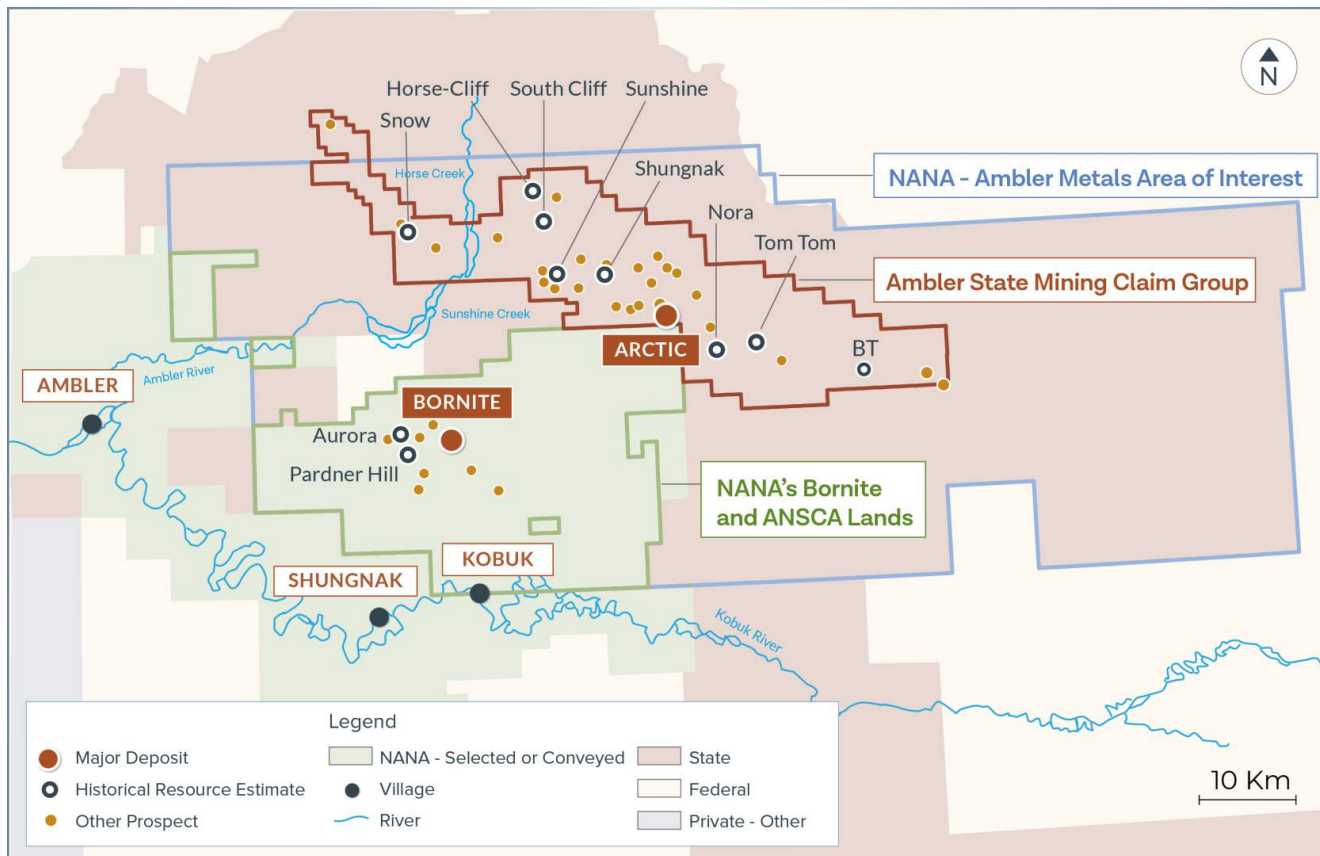 N
Horse-Cliff
South Cliff
Sunshine
Snow
Shungnak
Horse Creek
NANA - Ambler Metals Area of Interest
Nora
Tom Tom
Ambler State Mining Claim Group
Sunshine Creek
ARCTIC
BT
AMBLER
Ambler River
BORNITE
Aurora
Pardner Hill
NANA's Bornite
and ANSCA Lands
KOBUK
SHUNGNAK
Kobuk River
Legend
Major Deposit
NANA - Selected or Conveyed
State
Historical Resource Estimate
Village
Federal
Other Prospect
River
Private - Other
10 Km